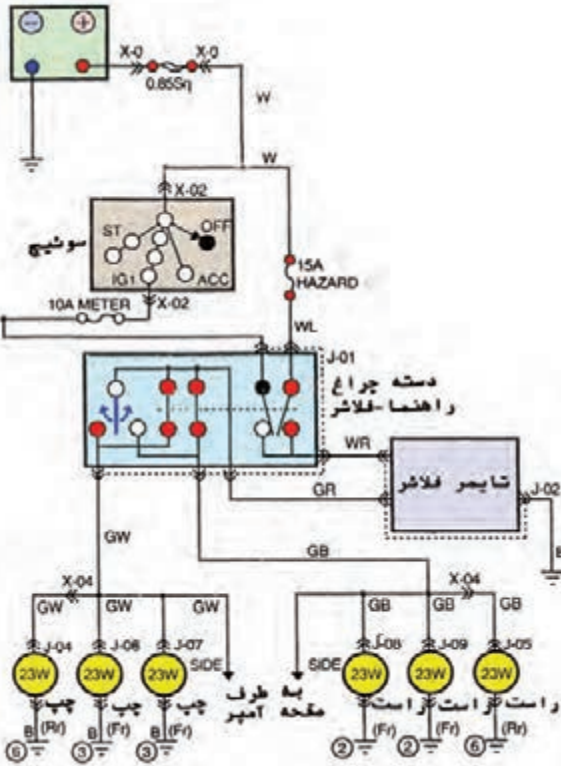 − +
X-0 X-0
0.85Sq
W
W
X-02
ST OFF
سوئیچ
IG1 ACC
15A
HAZARD
10A METER X-02
WL
J-01
دسته چراغ
راهنما-فلاشر
WR
تایمر فلاشر
GR
J-02
GW
GB
B
X-04 X-04
GW GW GW GB GB GB
J-04 J-06 J-07 J-08 J-09 J-05
SIDE SIDE
23W 23W 23W 23W 23W 23W
به طرف
صفحه آمپر
چپ چپ چپ راست راست راست
B (Rr) B (Fr) B (Fr) (Fr) (Fr) (Rr)
6 3 3 2 2 6